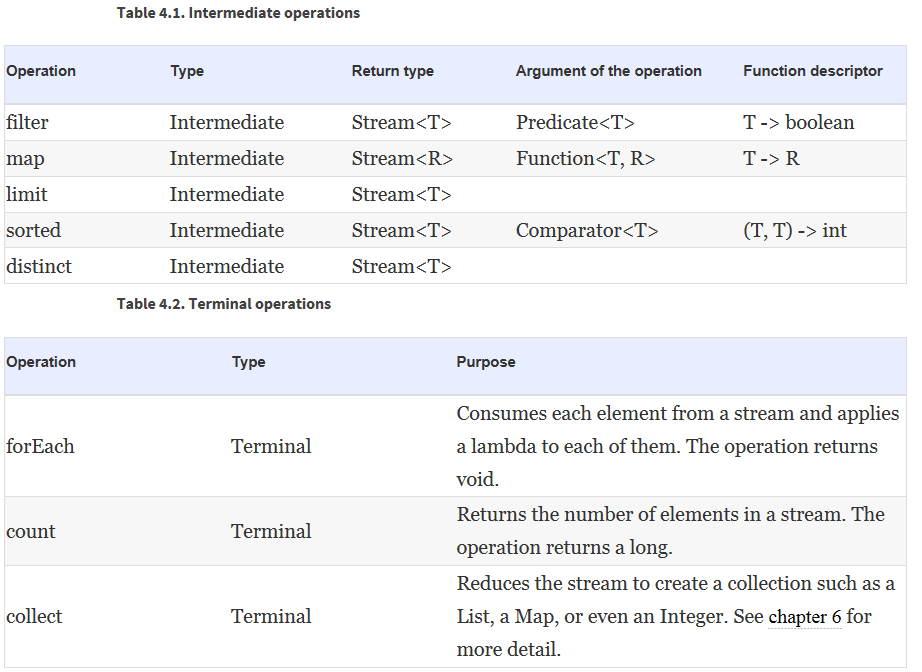 Table 4.1. Intermediate operations
Operation Type Return type Argument of the operation Function descriptor
filter Intermediate Stream<T> Predicate<T> T -> boolean
map Intermediate Stream<R> Function<T, R> T -> R
limit Intermediate Stream<T>
sorted Intermediate Stream<T> Comparator<T> (T, T) -> int
distinct Intermediate Stream<T>
Table 4.2. Terminal operations
Operation Type Purpose
Consumes each element from a stream and applies
forEach Terminal a lambda to each of them. The operation returns
void.
Returns the number of elements in a stream. The
count Terminal
operation returns a long.
Reduces the stream to create a collection such as a
collect Terminal List, a Map, or even an Integer. See chapter 6 for
more detail.